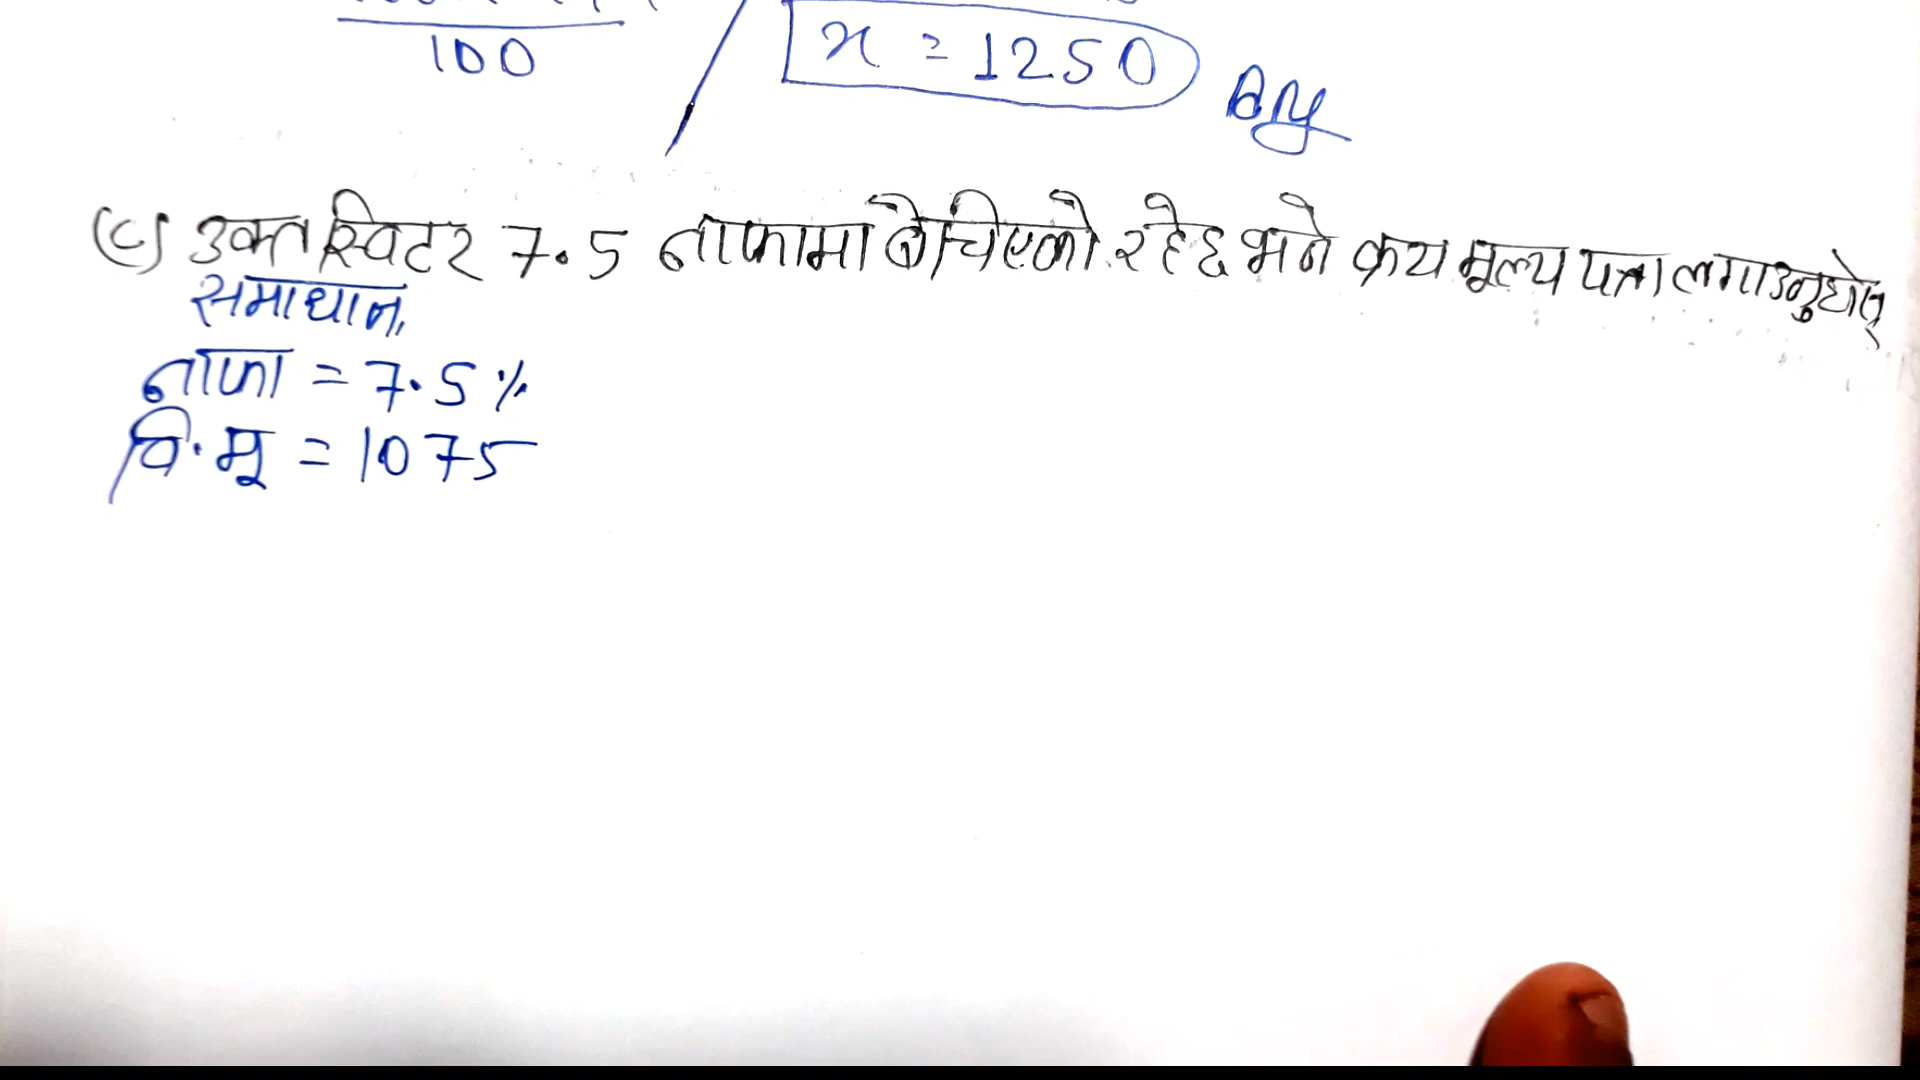 100
x = 1250
Ans
(c) उक्त स्विटर 7.5 नाफामा बेचिएको रहेछ भने क्रय मूल्य पत्ता लगाउनुहोस्
समाधान,
नाफा = 7.5 %
वि. मू = 1075